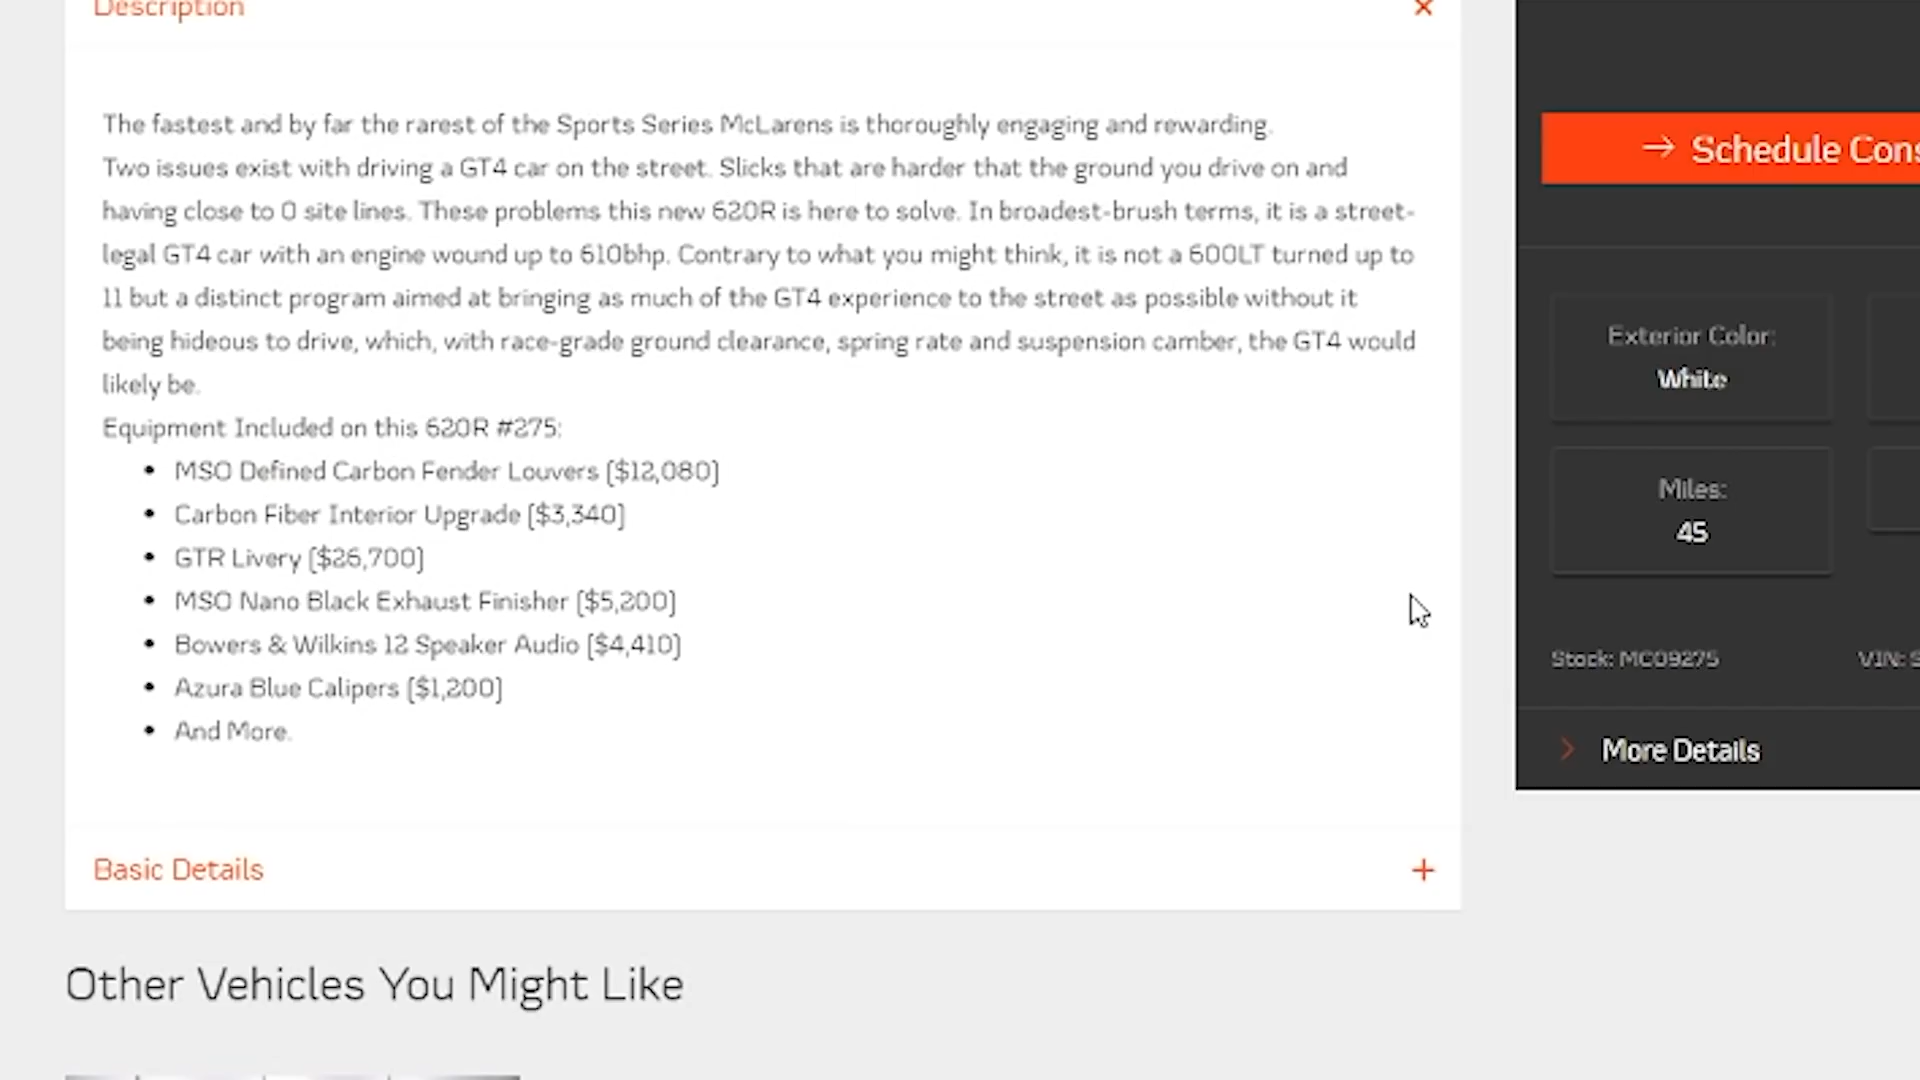 Description
The fastest and by far the rarest of the Sports Series McLarens is thoroughly engaging and rewarding.
Two issues exist with driving a GT4 car on the street. Slicks that are harder that the ground you drive on and
having close to 0 site lines. These problems this new 620R is here to solve. In broadest-brush terms, it is a street-
legal GT4 car with an engine wound up to 610bhp. Contrary to what you might think, it is not a 600LT turned up to
11 but a distinct program aimed at bringing as much of the GT4 experience to the street as possible without it
being hideous to drive, which, with race-grade ground clearance, spring rate and suspension camber, the GT4 would
likely be.
Equipment Included on this 620R #275:
• MSO Defined Carbon Fender Louvers [$12,080]
• Carbon Fiber Interior Upgrade [$3,340]
• GTR Livery [$26,700]
• MSO Nano Black Exhaust Finisher [$5,200]
• Bowers & Wilkins 12 Speaker Audio [$4,410]
• Azura Blue Calipers [$1,200]
• And More.
Basic Details
Other Vehicles You Might Like
→ Schedule Cons
Exterior Color:
White
Miles:
45
Stock: MC09275 VIN: S
More Details